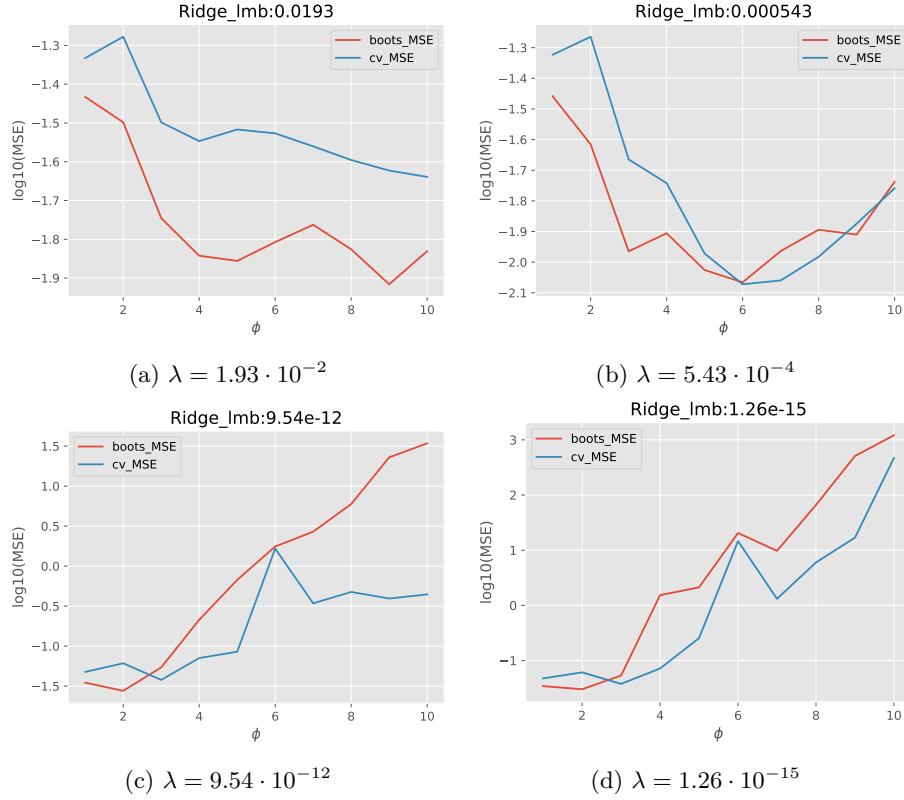 Ridge_lmb:0.0193
boots_MSE
cv_MSE
log10(MSE)
−1.3
−1.4
−1.5
−1.6
−1.7
−1.8
−1.9
2 4 6 8 10
ϕ
(a) λ = 1.93 · 10⁻²
Ridge_lmb:0.000543
boots_MSE
cv_MSE
log10(MSE)
−1.3
−1.4
−1.5
−1.6
−1.7
−1.8
−1.9
−2.0
−2.1
2 4 6 8 10
ϕ
(b) λ = 5.43 · 10⁻⁴
Ridge_lmb:9.54e-12
boots_MSE
cv_MSE
log10(MSE)
1.5
1.0
0.5
0.0
−0.5
−1.0
−1.5
2 4 6 8 10
ϕ
(c) λ = 9.54 · 10⁻¹²
Ridge_lmb:1.26e-15
boots_MSE
cv_MSE
log10(MSE)
3
2
1
0
−1
2 4 6 8 10
ϕ
(d) λ = 1.26 · 10⁻¹⁵